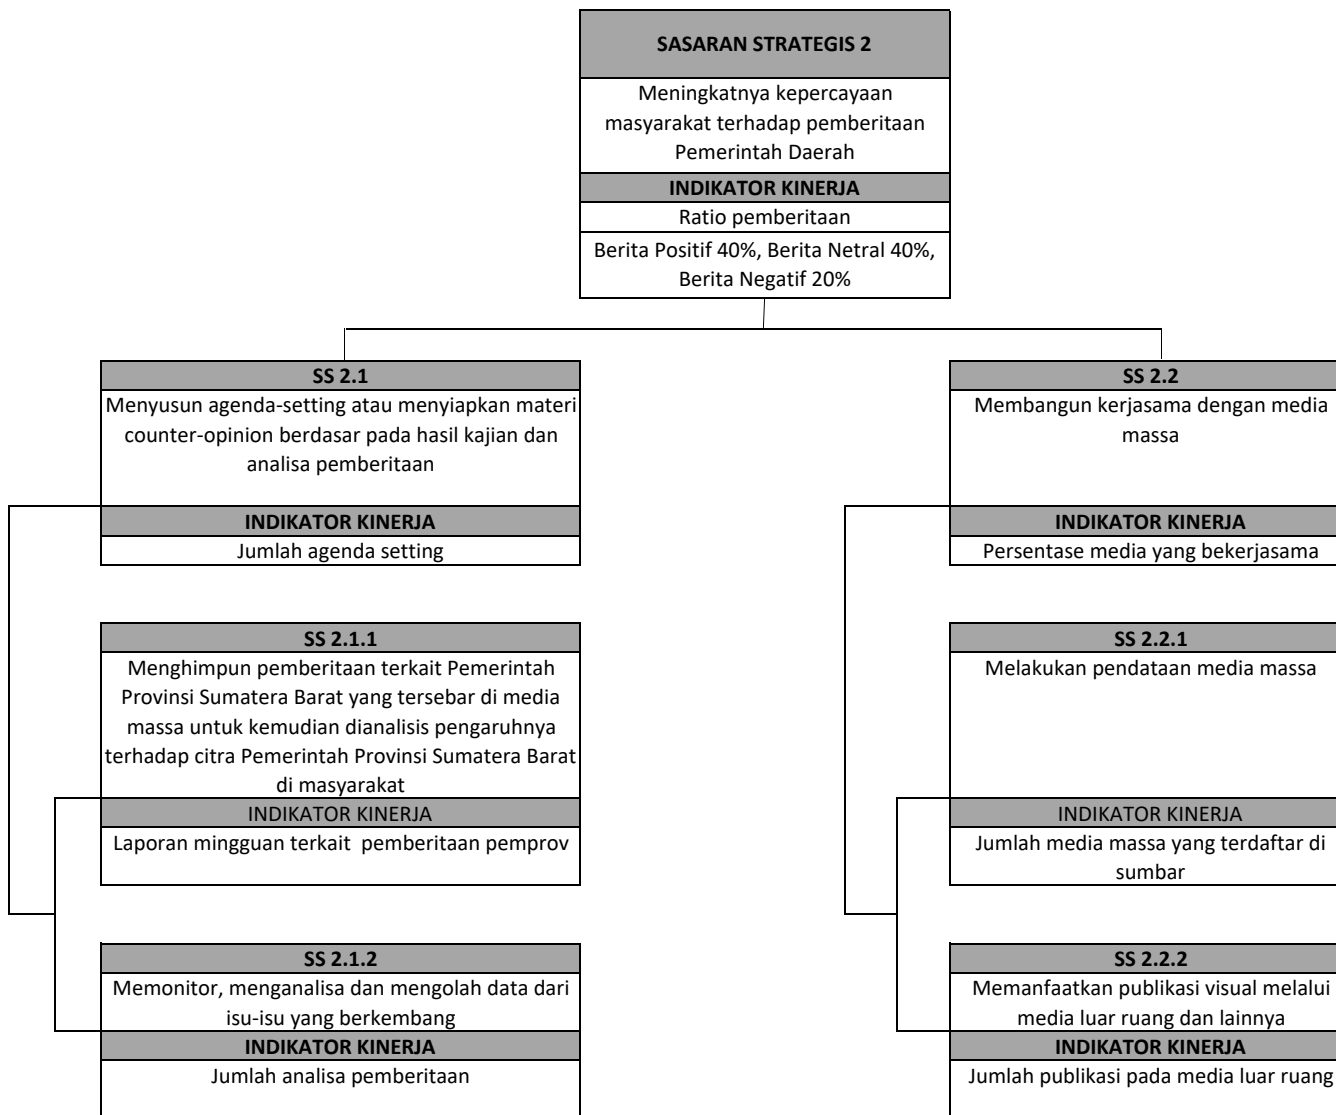 SASARAN STRATEGIS 2
Meningkatnya kepercayaan
masyarakat terhadap pemberitaan
Pemerintah Daerah
INDIKATOR KINERJA
Ratio pemberitaan
Berita Positif 40%, Berita Netral 40%,
Berita Negatif 20%
SS 2.1
Menyusun agenda-setting atau menyiapkan materi
counter-opinion berdasar pada hasil kajian dan
analisa pemberitaan
INDIKATOR KINERJA
Jumlah agenda setting
SS 2.1.1
Menghimpun pemberitaan terkait Pemerintah
Provinsi Sumatera Barat yang tersebar di media
massa untuk kemudian dianalisis pengaruhnya
terhadap citra Pemerintah Provinsi Sumatera Barat
di masyarakat
INDIKATOR KINERJA
Laporan mingguan terkait  pemberitaan pemprov
SS 2.1.2
Memonitor, menganalisa dan mengolah data dari
isu-isu yang berkembang
INDIKATOR KINERJA
Jumlah analisa pemberitaan
SS 2.2
Membangun kerjasama dengan media
massa
INDIKATOR KINERJA
Persentase media yang bekerjasama
SS 2.2.1
Melakukan pendataan media massa
INDIKATOR KINERJA
Jumlah media massa yang terdaftar di
sumbar
SS 2.2.2
Memanfaatkan publikasi visual melalui
media luar ruang dan lainnya
INDIKATOR KINERJA
Jumlah publikasi pada media luar ruang